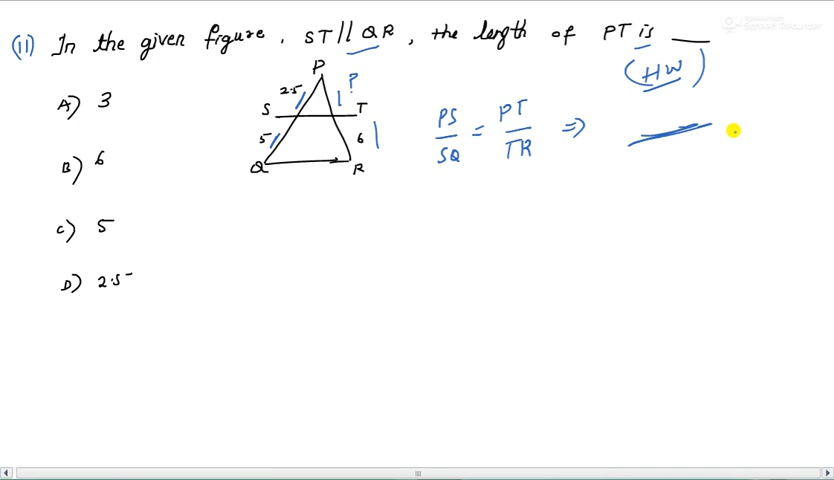 (11) In the given figure, ST // QR, the length of PT is ___
(HW)
A) 3
B) 6
C) 5
D) 2.5
P
2.5 ?
S T
5 6
Q R
PS/SQ = PT/TR ⇒